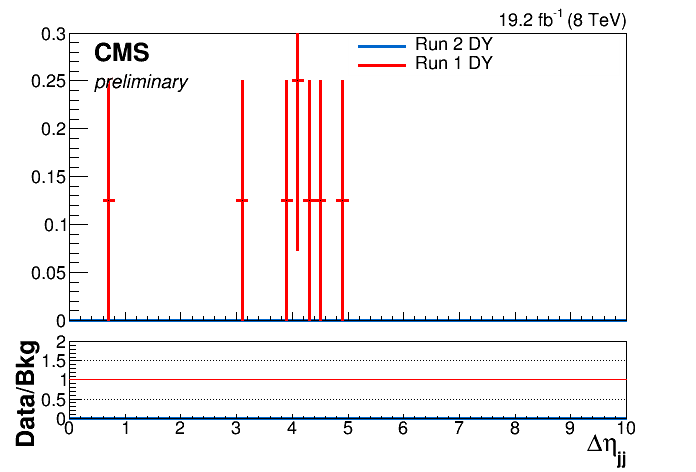 19.2 fb⁻¹ (8 TeV)
CMS
preliminary
Run 2 DY
Run 1 DY
0.3
0.25
0.2
0.15
0.1
0.05
0
Data/Bkg
2
1.5
1
0.5
0
0 1 2 3 4 5 6 7 8 9 10
Δηjj